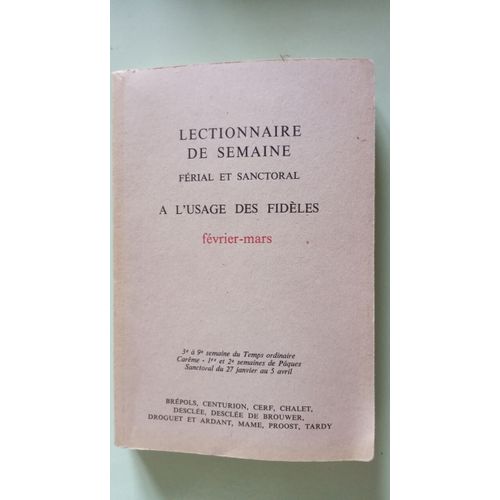 LECTIONNAIRE
DE SEMAINE
FÉRIAL ET SANCTORAL
A L'USAGE DES FIDÈLES
février-mars
3e à 9e semaine du Temps ordinaire
Carême - 1re et 2e semaines de Pâques
Sanctoral du 27 janvier au 5 avril
BRÉPOLS, CENTURION, CERF, CHALET,
DESCLÉE, DESCLÉE DE BROUWER,
DROGUET ET ARDANT, MAME, PROOST, TARDY